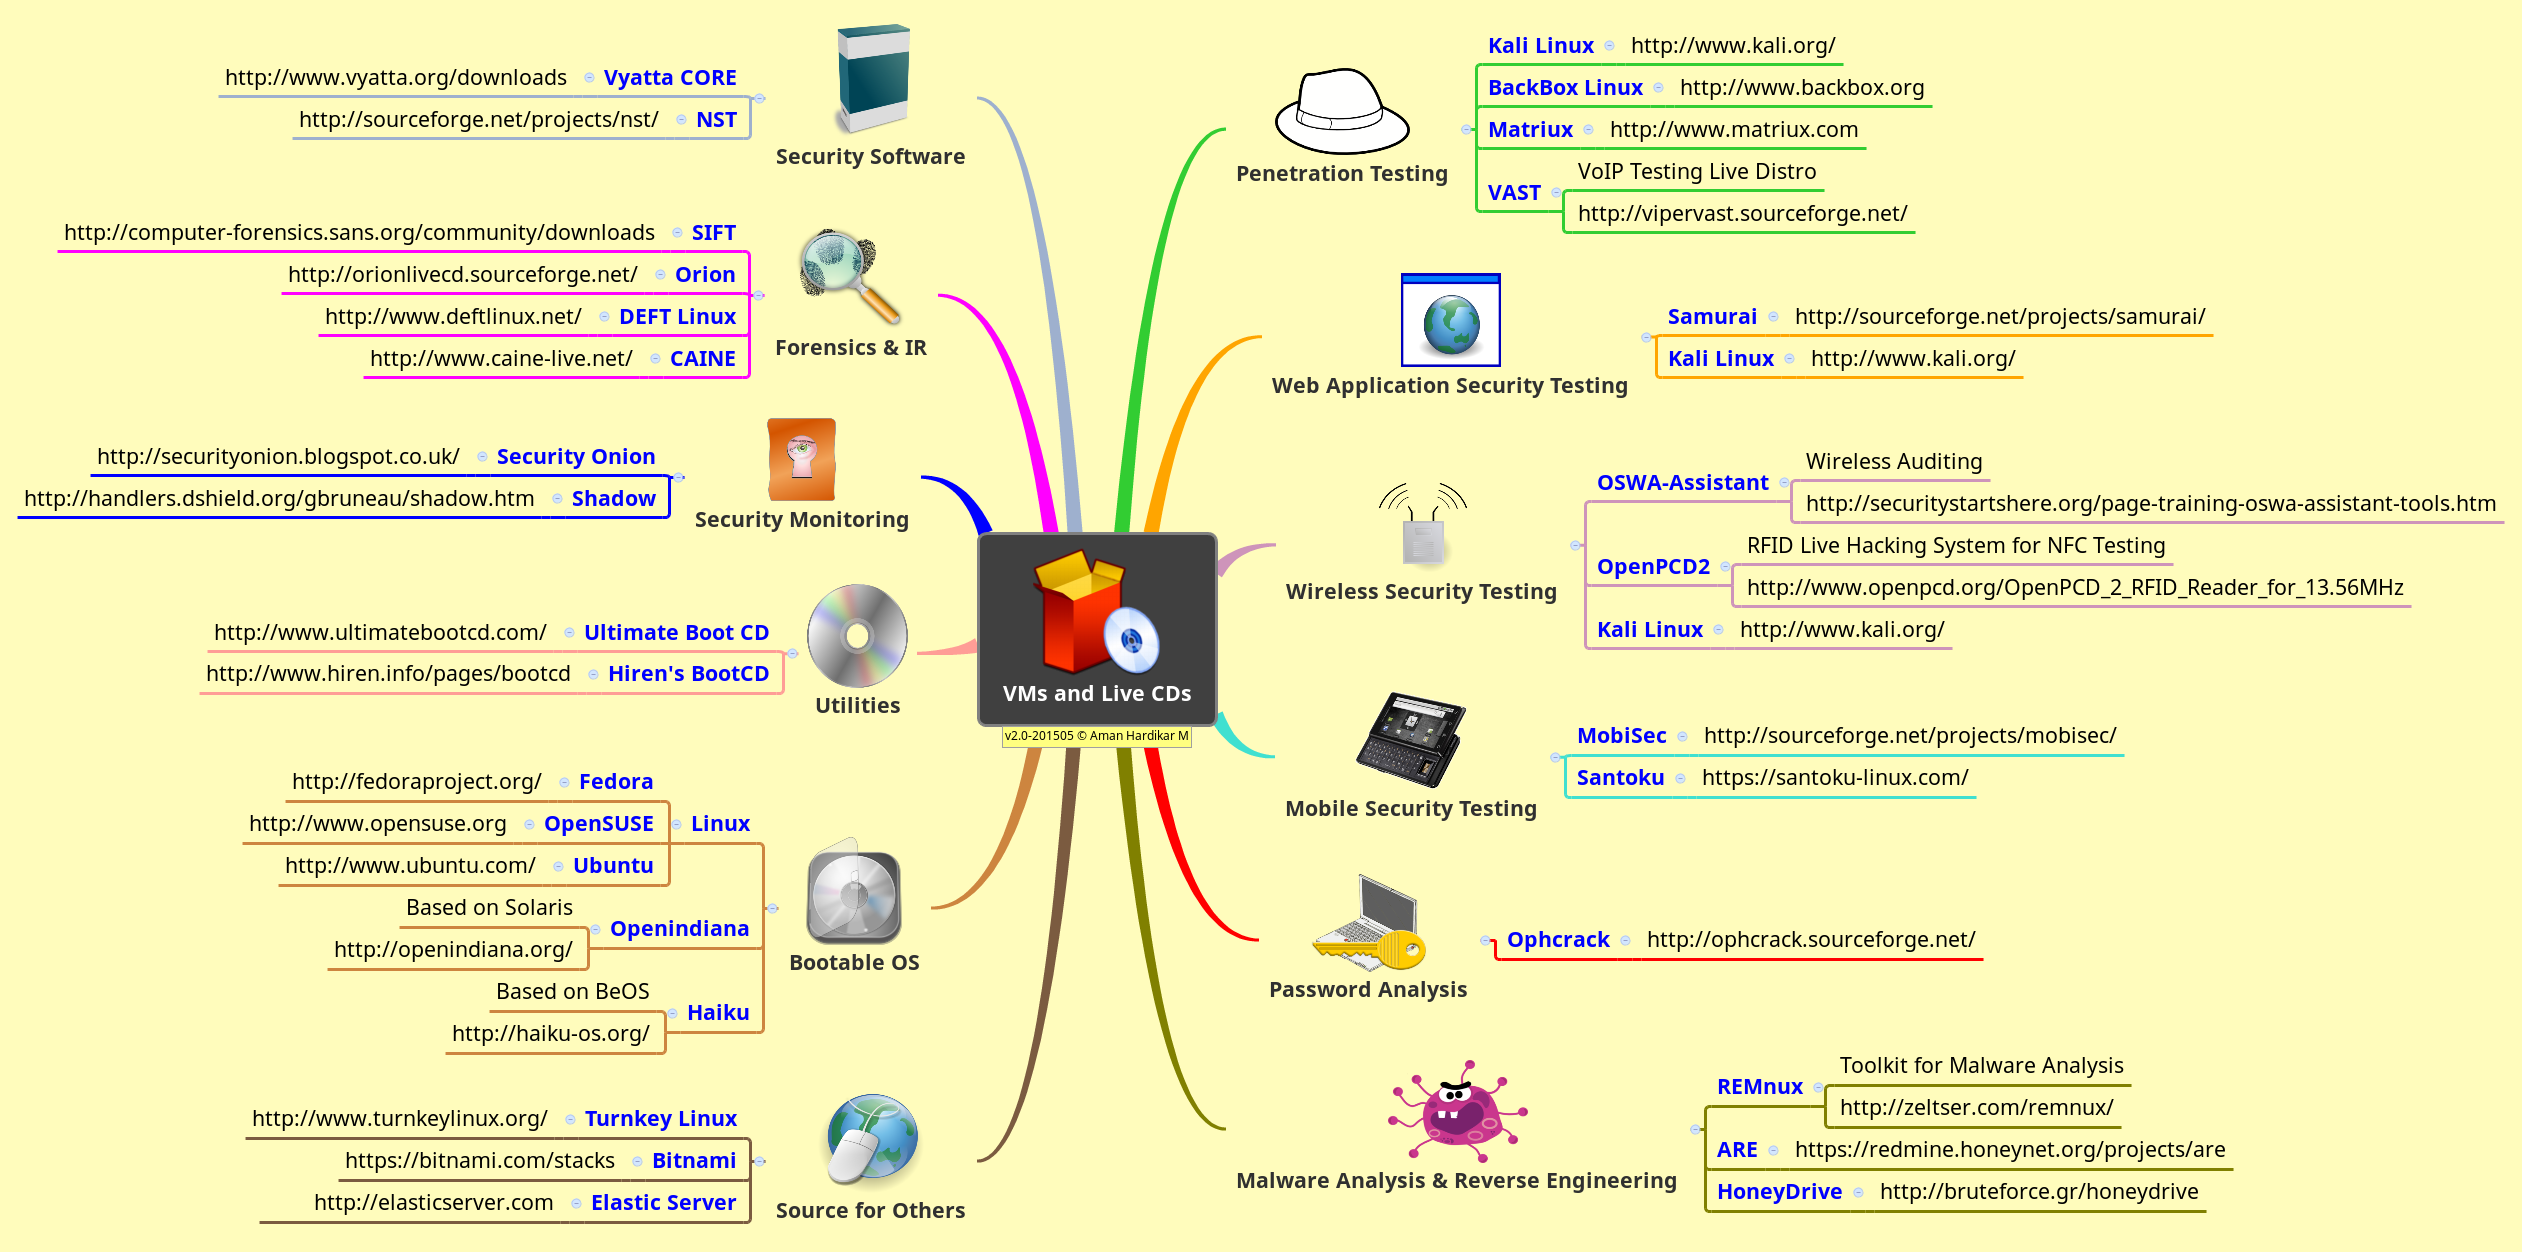 VMs and Live CDs
v2.0-201505 © Aman Hardikar M
Penetration Testing
Kali Linux http://www.kali.org/
BackBox Linux http://www.backbox.org
Matriux http://www.matriux.com
VAST
VoIP Testing Live Distro
http://vipervast.sourceforge.net/
Web Application Security Testing
Samurai http://sourceforge.net/projects/samurai/
Kali Linux http://www.kali.org/
Wireless Security Testing
OSWA-Assistant
Wireless Auditing
http://securitystartshere.org/page-training-oswa-assistant-tools.htm
OpenPCD2
RFID Live Hacking System for NFC Testing
http://www.openpcd.org/OpenPCD_2_RFID_Reader_for_13.56MHz
Kali Linux http://www.kali.org/
Mobile Security Testing
MobiSec http://sourceforge.net/projects/mobisec/
Santoku https://santoku-linux.com/
Password Analysis
Ophcrack http://ophcrack.sourceforge.net/
Malware Analysis & Reverse Engineering
REMnux
Toolkit for Malware Analysis
http://zeltser.com/remnux/
ARE https://redmine.honeynet.org/projects/are
HoneyDrive http://bruteforce.gr/honeydrive
Security Software
http://www.vyatta.org/downloads Vyatta CORE
http://sourceforge.net/projects/nst/ NST
Forensics & IR
http://computer-forensics.sans.org/community/downloads SIFT
http://orionlivecd.sourceforge.net/ Orion
http://www.deftlinux.net/ DEFT Linux
http://www.caine-live.net/ CAINE
Security Monitoring
http://securityonion.blogspot.co.uk/ Security Onion
http://handlers.dshield.org/gbruneau/shadow.htm Shadow
Utilities
http://www.ultimatebootcd.com/ Ultimate Boot CD
http://www.hiren.info/pages/bootcd Hiren's BootCD
Bootable OS
Linux
http://fedoraproject.org/ Fedora
http://www.opensuse.org OpenSUSE
http://www.ubuntu.com/ Ubuntu
Openindiana
Based on Solaris
http://openindiana.org/
Haiku
Based on BeOS
http://haiku-os.org/
Source for Others
http://www.turnkeylinux.org/ Turnkey Linux
https://bitnami.com/stacks Bitnami
http://elasticserver.com Elastic Server